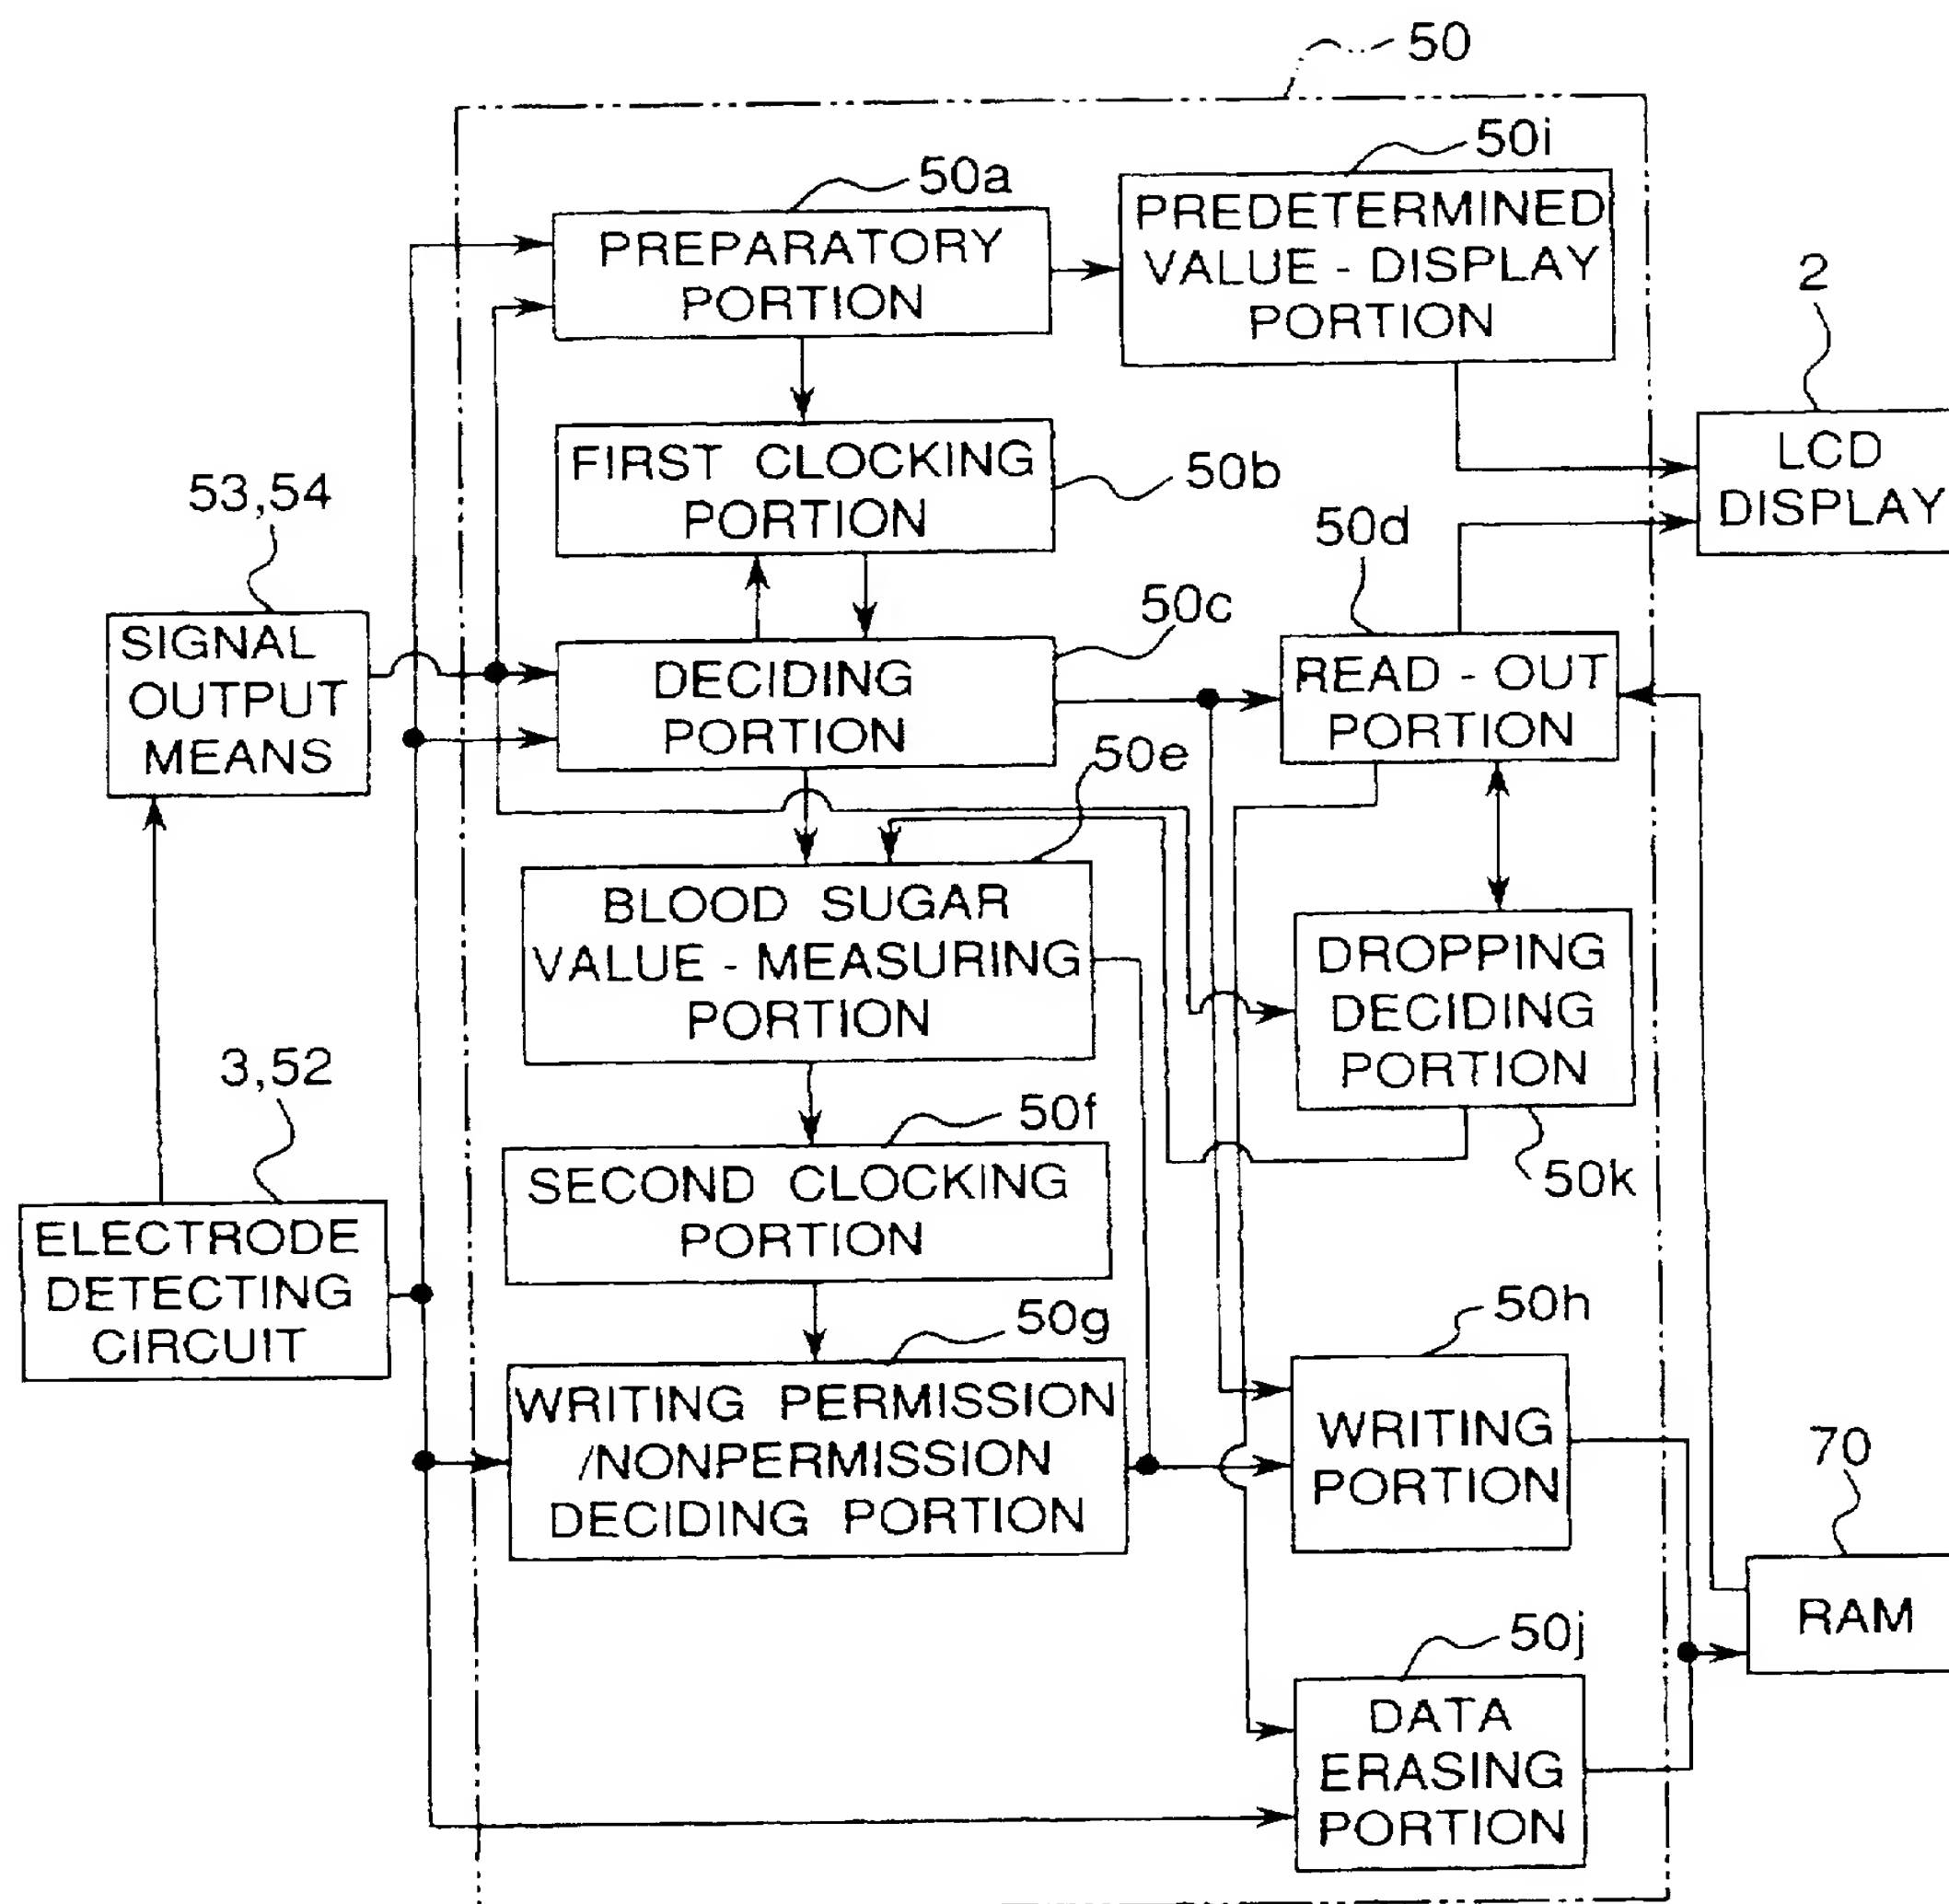 50
50i
50a
PREDETERMINED
VALUE - DISPLAY
PORTION
PREPARATORY
PORTION
2
LCD
DISPLAY
FIRST CLOCKING
PORTION
50b
53,54
50d
50c
SIGNAL
OUTPUT
MEANS
DECIDING
PORTION
READ - OUT
PORTION
50e
BLOOD SUGAR
VALUE - MEASURING
PORTION
DROPPING
DECIDING
PORTION
3,52
50f
50k
SECOND CLOCKING
PORTION
ELECTRODE
DETECTING
CIRCUIT
50g
50h
WRITING PERMISSION
/NONPERMISSION
DECIDING PORTION
WRITING
PORTION
70
RAM
50j
DATA
ERASING
PORTION